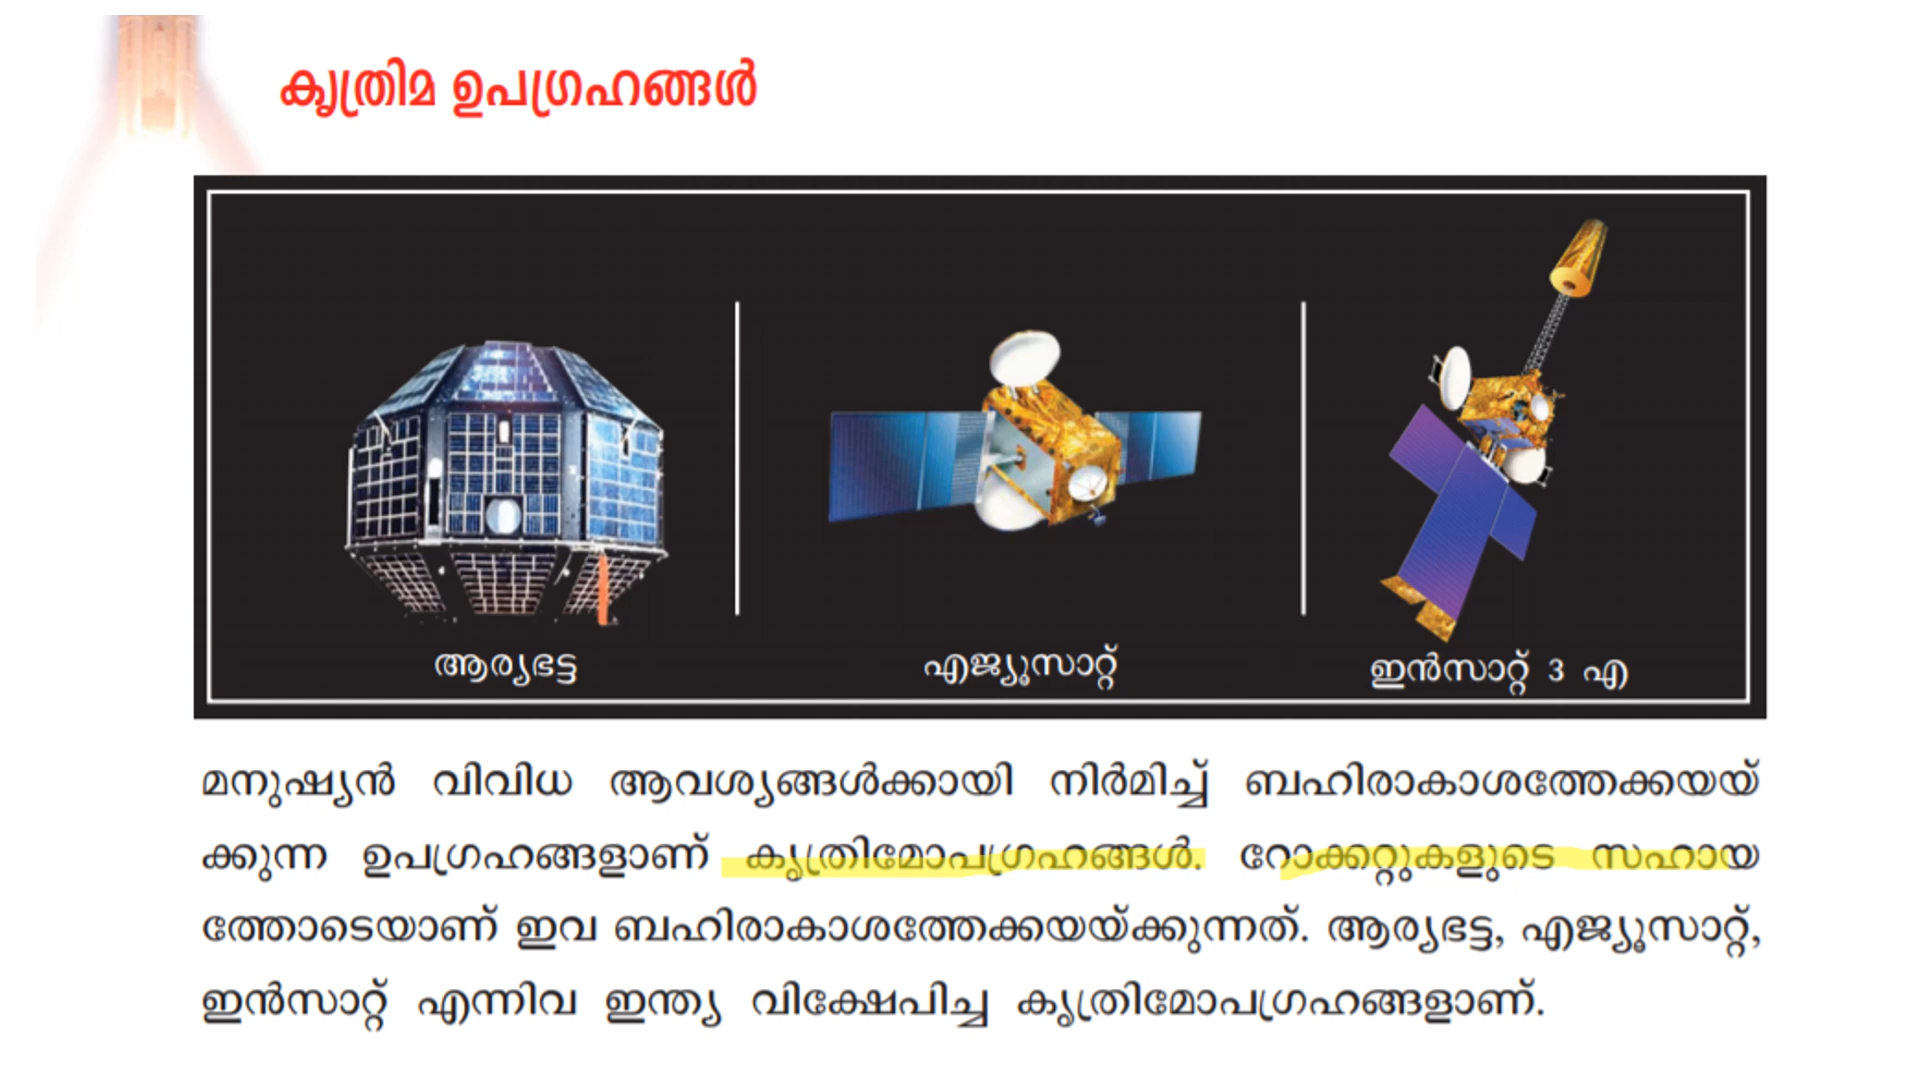 കൃത്രിമ ഉപഗ്രഹങ്ങൾ
ആര്യഭട്ട
എജ്യൂസാറ്റ്
ഇൻസാറ്റ് 3 എ
മനുഷ്യൻ വിവിധ ആവശ്യങ്ങൾക്കായി നിർമിച്ച് ബഹിരാകാശത്തേക്കയയ്
ക്കുന്ന ഉപഗ്രഹങ്ങളാണ് കൃത്രിമോപഗ്രഹങ്ങൾ. റോക്കറ്റുകളുടെ സഹായ
ത്തോടെയാണ് ഇവ ബഹിരാകാശത്തേക്കയയ്ക്കുന്നത്. ആര്യഭട്ട, എജ്യൂസാറ്റ്,
ഇൻസാറ്റ് എന്നിവ ഇന്ത്യ വിക്ഷേപിച്ച കൃത്രിമോപഗ്രഹങ്ങളാണ്.